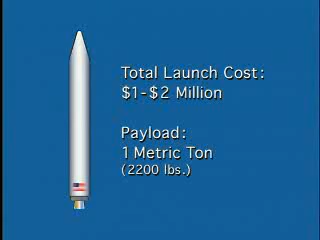 Total Launch Cost:
$1-$2 Million
Payload:
1 Metric Ton
(2200 lbs.)